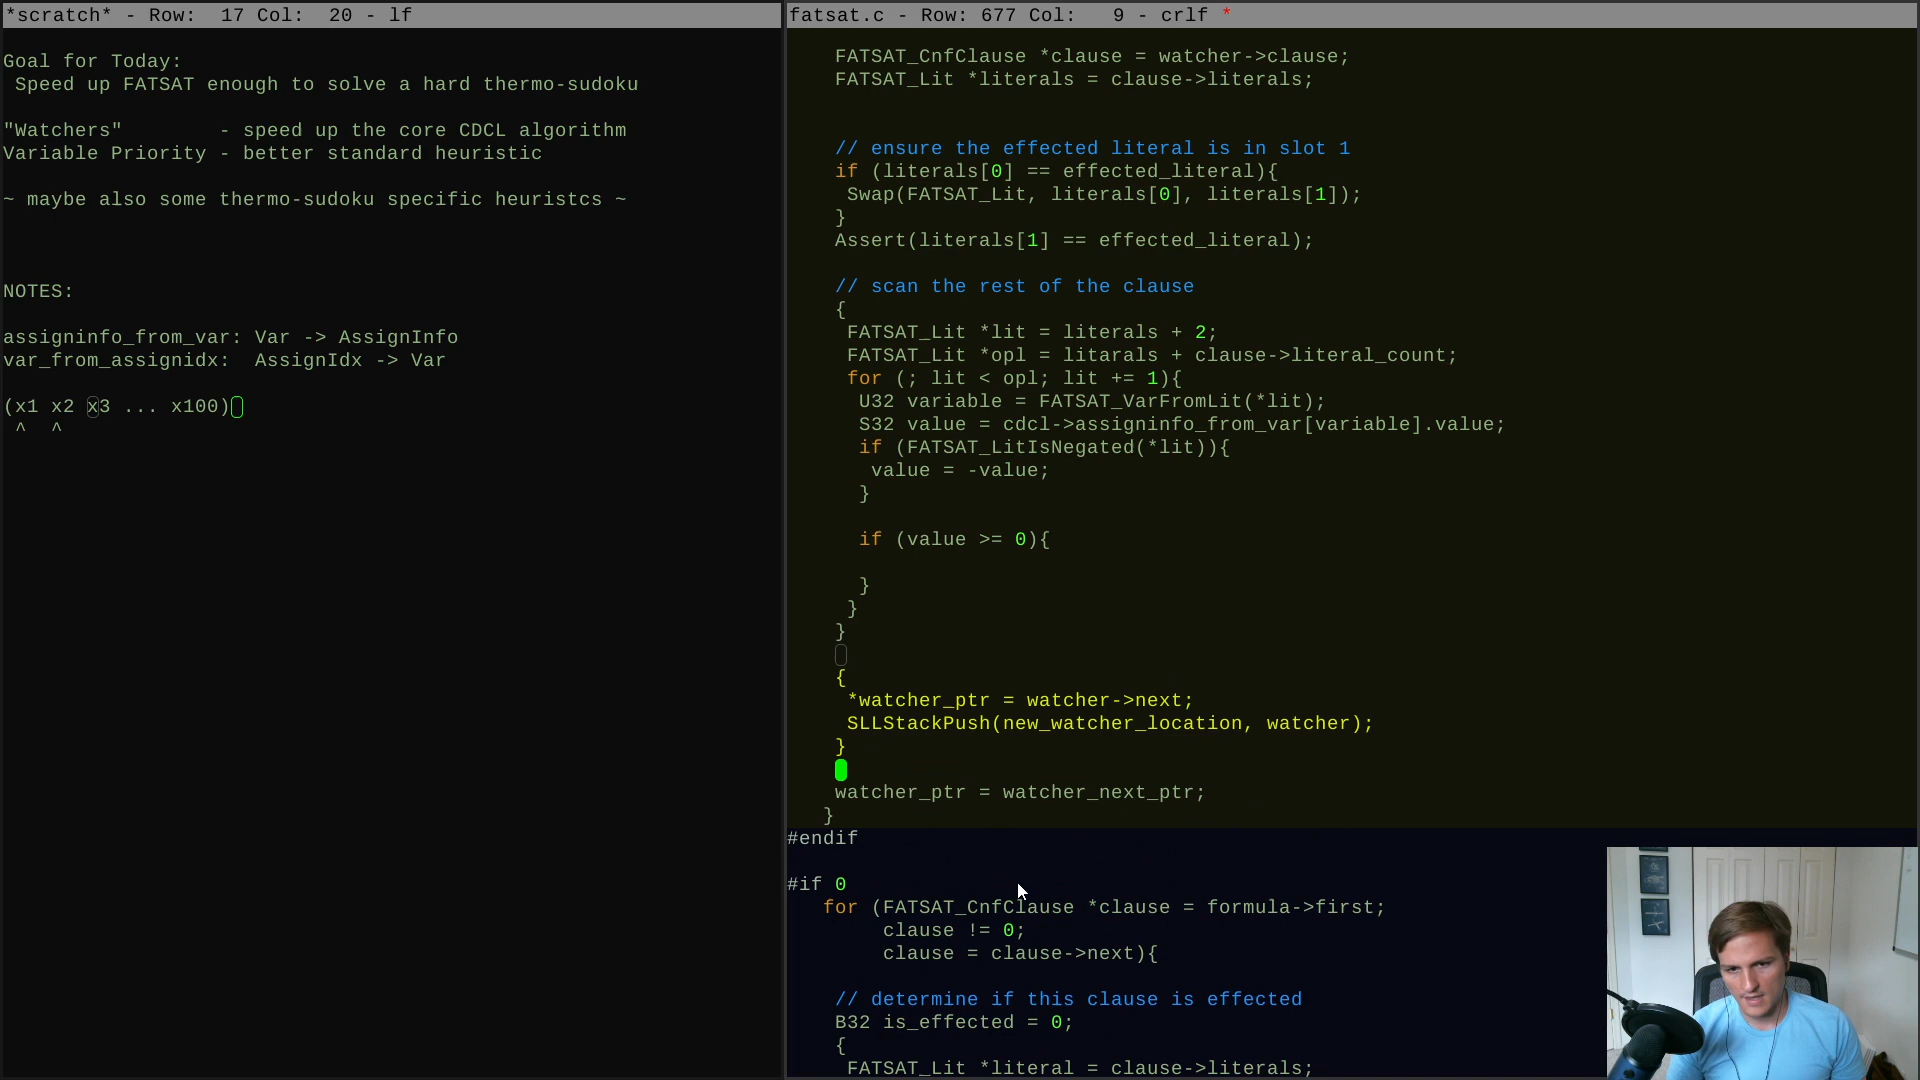 *scratch* - Row:  17 Col:  20 - lf
Goal for Today:
 Speed up FATSAT enough to solve a hard thermo-sudoku
"Watchers"        - speed up the core CDCL algorithm
Variable Priority - better standard heuristic
~ maybe also some thermo-sudoku specific heuristcs ~
NOTES:
assigninfo_from_var: Var -> AssignInfo
var_from_assignidx:  AssignIdx -> Var
(x1 x2 x3 ... x100)
 ^  ^
fatsat.c - Row: 677 Col:   9 - crlf *
    FATSAT_CnfClause *clause = watcher->clause;
    FATSAT_Lit *literals = clause->literals;
    // ensure the effected literal is in slot 1
    if (literals[0] == effected_literal){
     Swap(FATSAT_Lit, literals[0], literals[1]);
    }
    Assert(literals[1] == effected_literal);
    // scan the rest of the clause
    {
     FATSAT_Lit *lit = literals + 2;
     FATSAT_Lit *opl = litarals + clause->literal_count;
     for (; lit < opl; lit += 1){
      U32 variable = FATSAT_VarFromLit(*lit);
      S32 value = cdcl->assigninfo_from_var[variable].value;
      if (FATSAT_LitIsNegated(*lit)){
       value = -value;
      }
      if (value >= 0){
      }
     }
    }
    {
     *watcher_ptr = watcher->next;
     SLLStackPush(new_watcher_location, watcher);
    }
    watcher_ptr = watcher_next_ptr;
   }
#endif
#if 0
   for (FATSAT_CnfClause *clause = formula->first;
        clause != 0;
        clause = clause->next){
    // determine if this clause is effected
    B32 is_effected = 0;
    {
     FATSAT_Lit *literal = clause->literals;